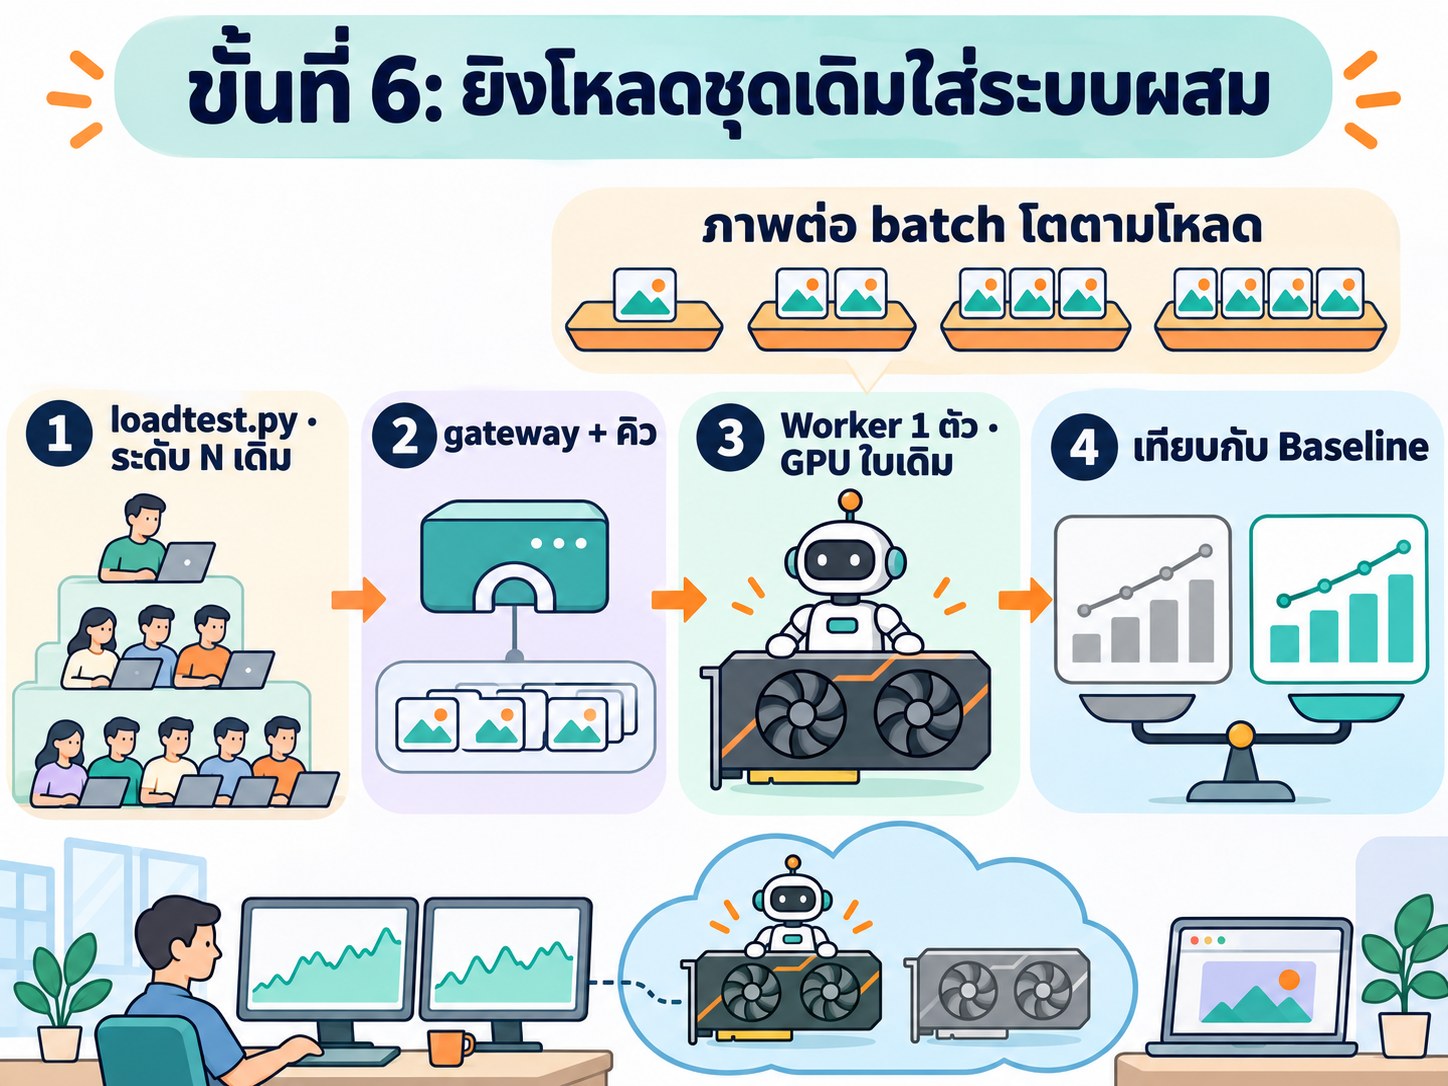 ขั้นที่ 6: ยิงโหลดชุดเดิมใส่ระบบผสม
ภาพต่อ batch โตตามโหลด
1 loadtest.py •
ระดับ N เดิม
2 gateway + คิว
3 Worker 1 ตัว •
GPU ใบเดิม
4 เทียบกับ Baseline